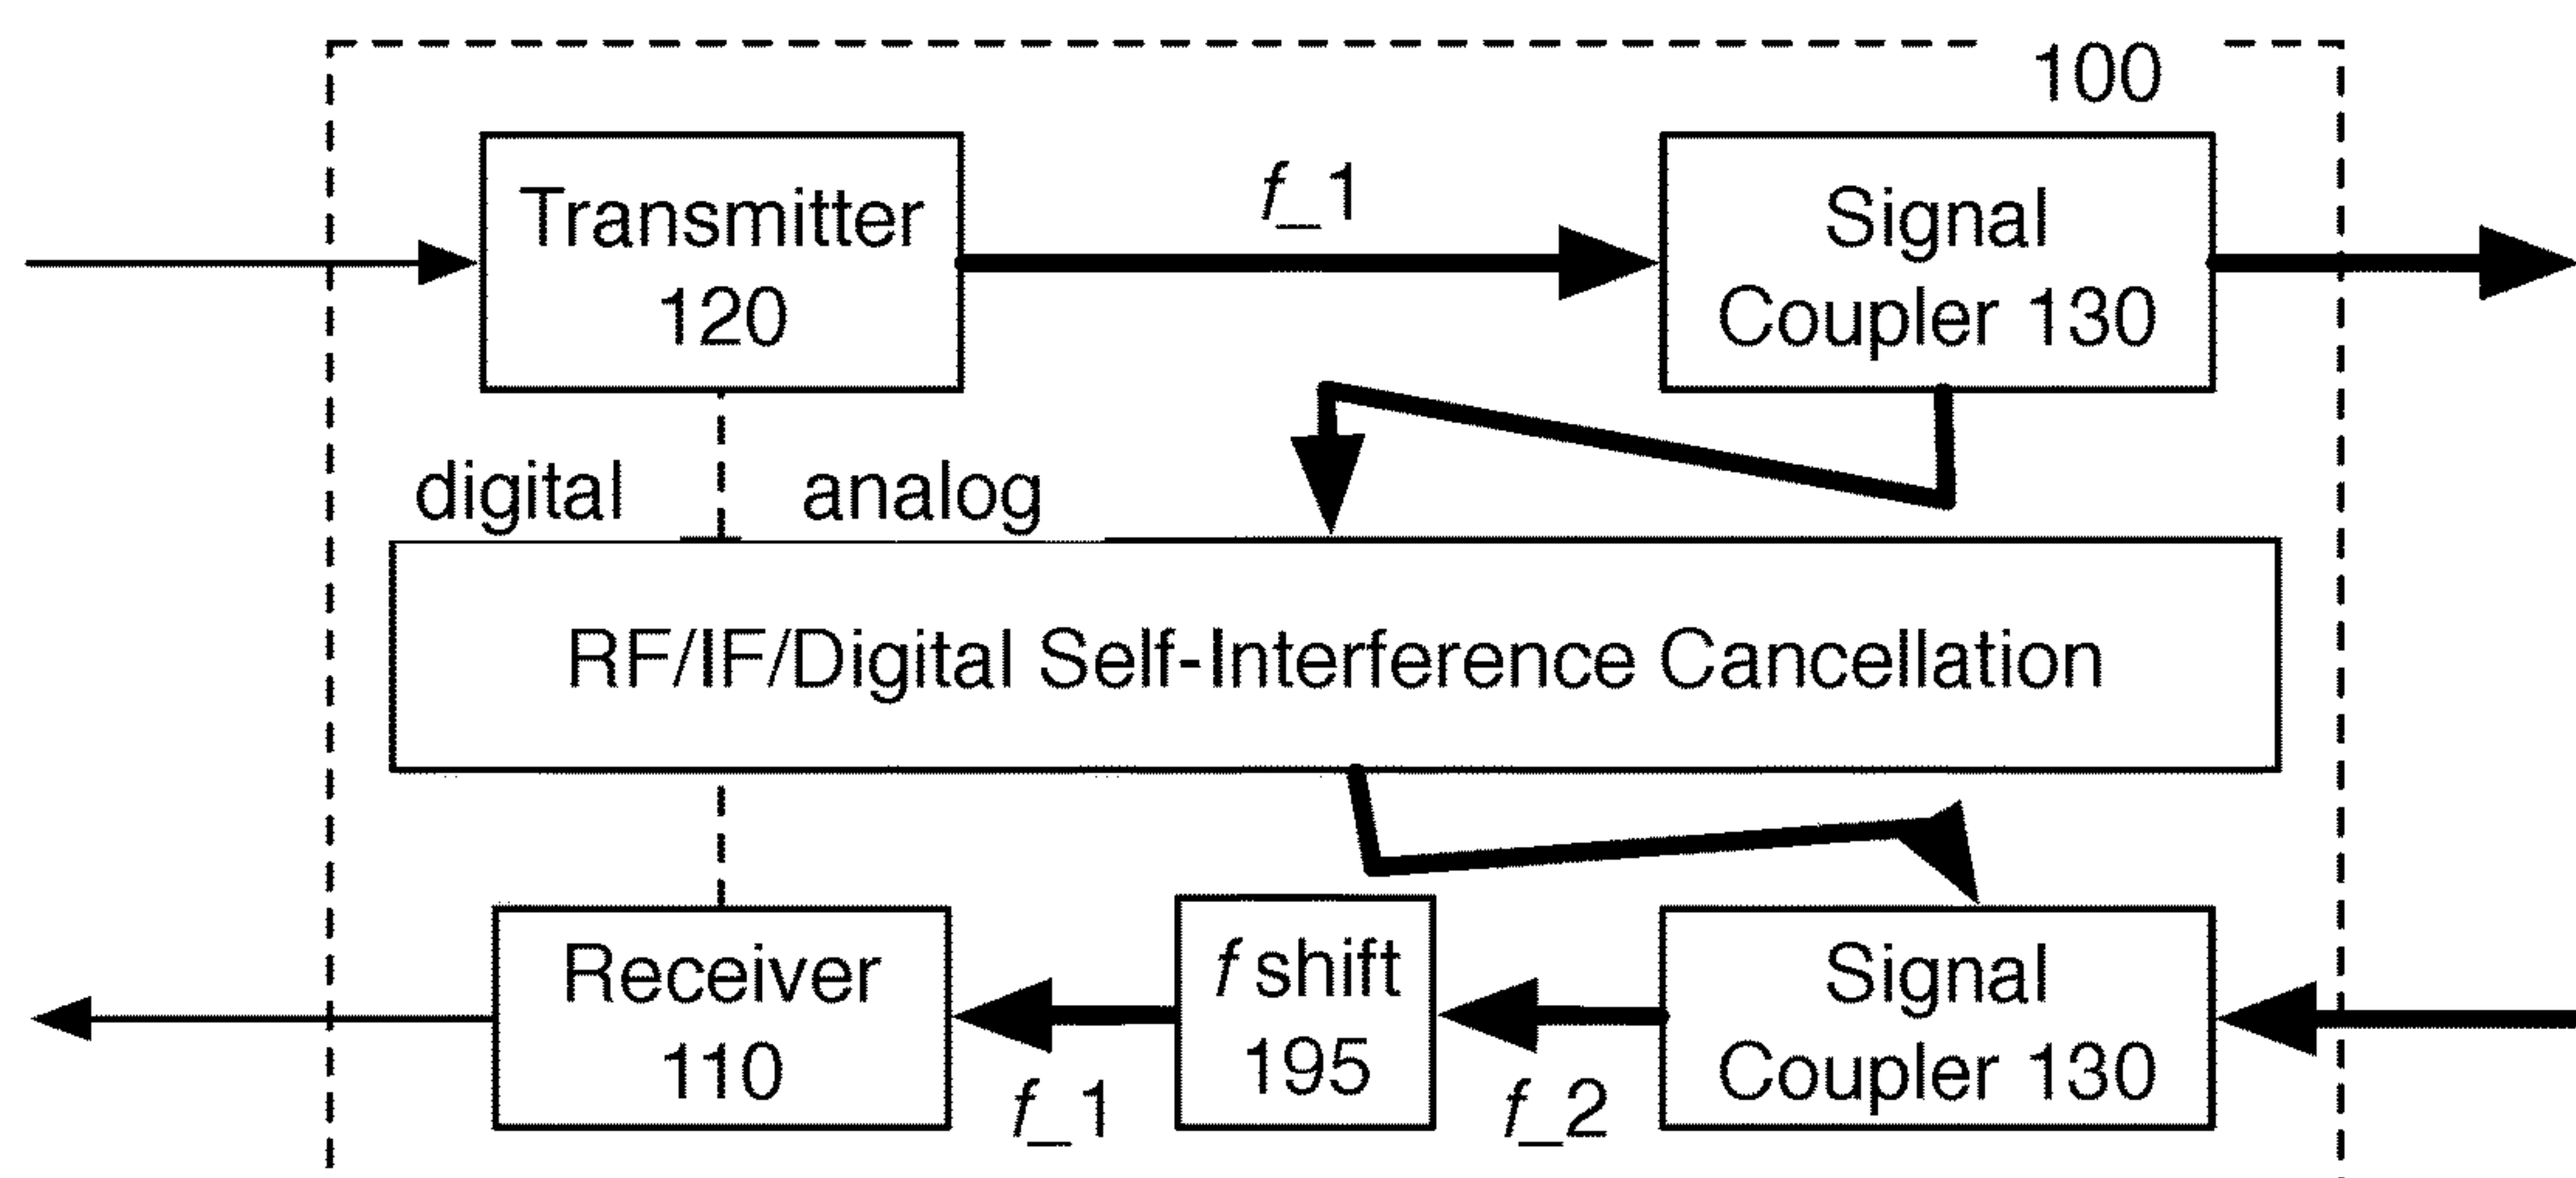 100
Transmitter
120
f_1
Signal
Coupler 130
digital
analog
RF/IF/Digital Self-Interference Cancellation
Receiver
110
f_1
f shift
195
f_2
Signal
Coupler 130